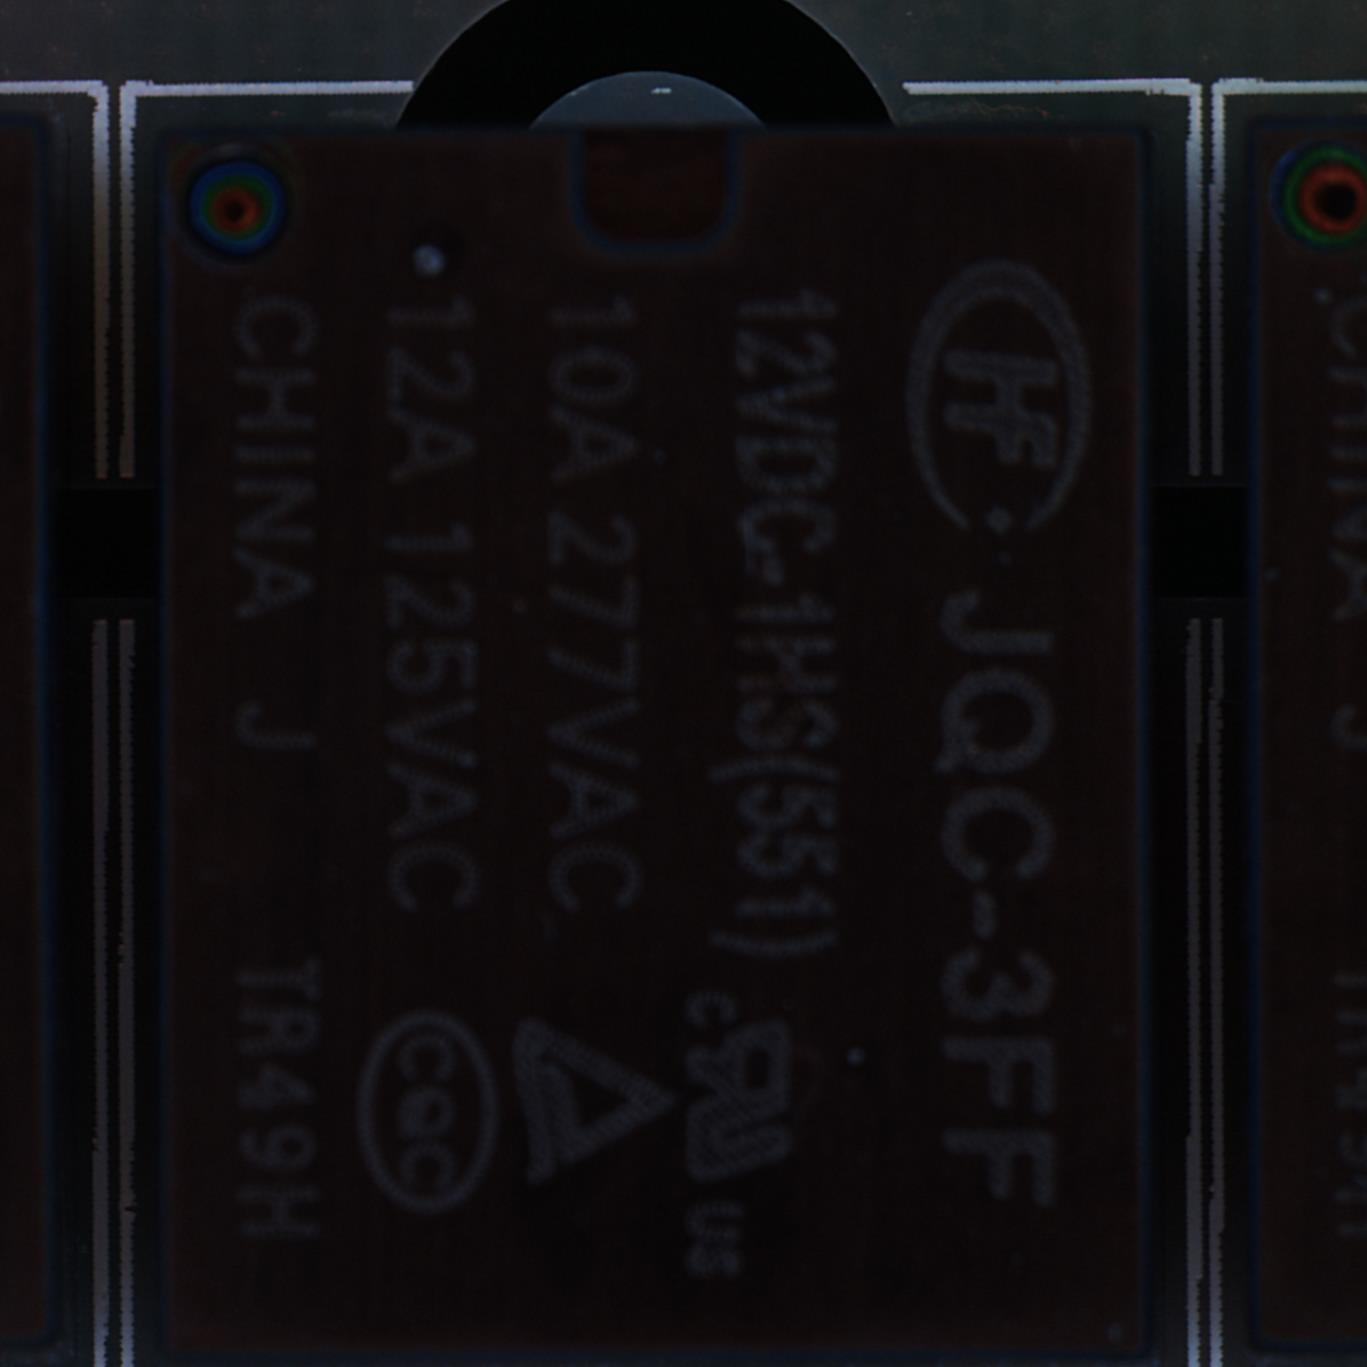 HF JQC-3FF
12VDC-1HS(551)
10A 277VAC
12A 125VAC
CHINA J TR49H
c US
CQC